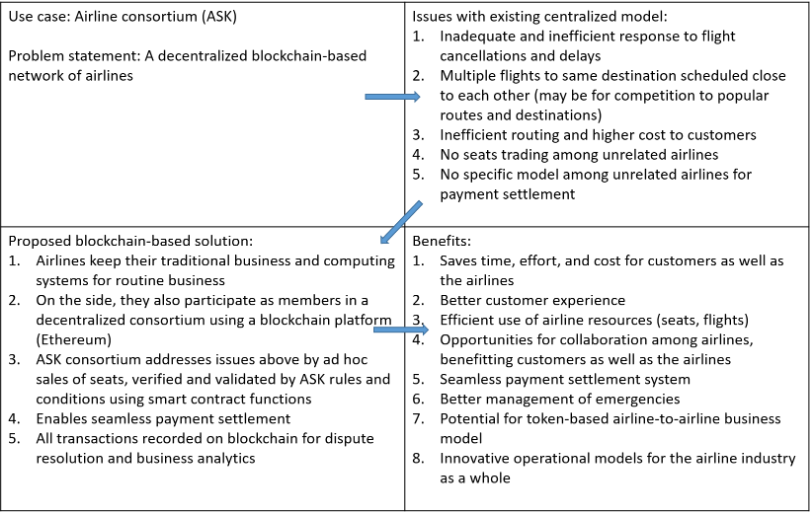 Use case: Airline consortium (ASK)
Problem statement: A decentralized blockchain-based
network of airlines
Issues with existing centralized model:
1. Inadequate and inefficient response to flight
cancellations and delays
2. Multiple flights to same destination scheduled close
to each other (may be for competition to popular
routes and destinations)
3. Inefficient routing and higher cost to customers
4. No seats trading among unrelated airlines
5. No specific model among unrelated airlines for
payment settlement
Proposed blockchain-based solution:
1. Airlines keep their traditional business and computing
systems for routine business
2. On the side, they also participate as members in a
decentralized consortium using a blockchain platform
(Ethereum)
3. ASK consortium addresses issues above by ad hoc
sales of seats, verified and validated by ASK rules and
conditions using smart contract functions
4. Enables seamless payment settlement
5. All transactions recorded on blockchain for dispute
resolution and business analytics
Benefits:
1. Saves time, effort, and cost for customers as well as
the airlines
2. Better customer experience
3. Efficient use of airline resources (seats, flights)
4. Opportunities for collaboration among airlines,
benefitting customers as well as the airlines
5. Seamless payment settlement system
6. Better management of emergencies
7. Potential for token-based airline-to-airline business
model
8. Innovative operational models for the airline industry
as a whole